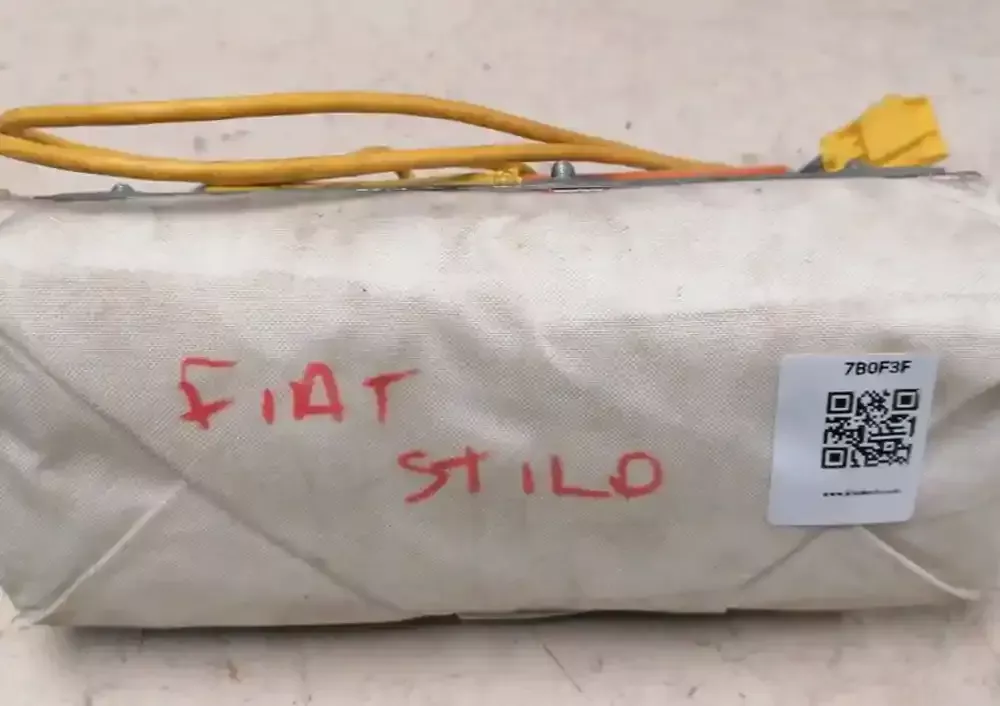 FIAT
STILO
7B0F3F